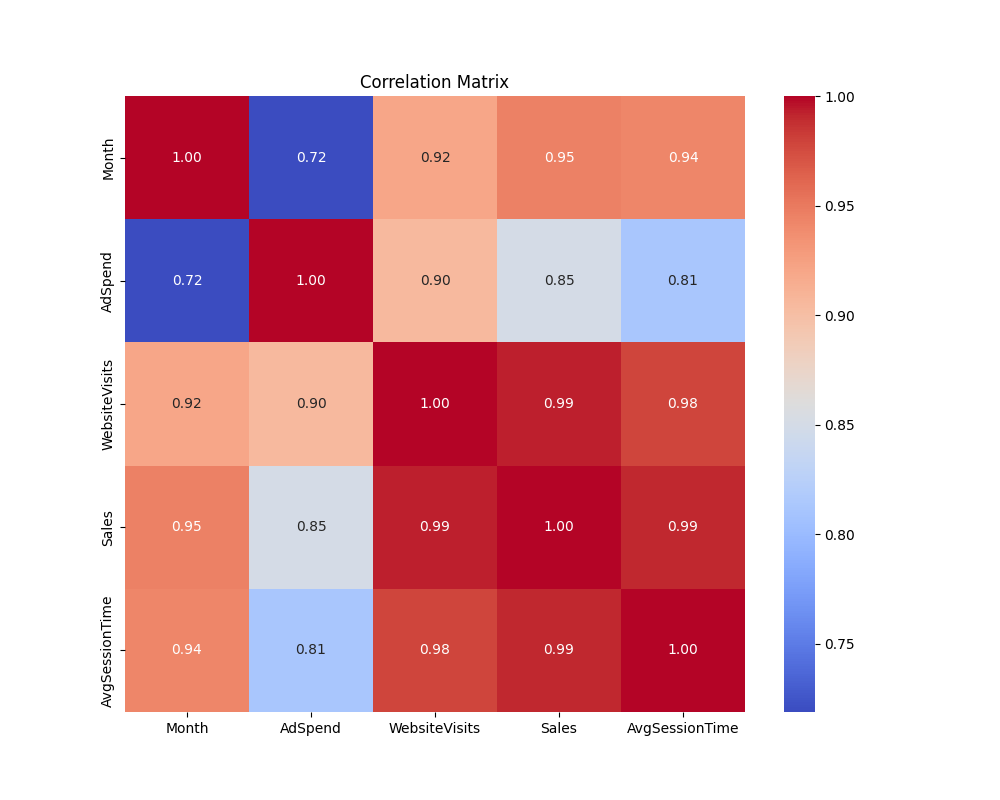 Correlation Matrix
Month 1.00 0.72 0.92 0.95 0.94
AdSpend 0.72 1.00 0.90 0.85 0.81
WebsiteVisits 0.92 0.90 1.00 0.99 0.98
Sales 0.95 0.85 0.99 1.00 0.99
AvgSessionTime 0.94 0.81 0.98 0.99 1.00
Month AdSpend WebsiteVisits Sales AvgSessionTime
1.00
0.95
0.90
0.85
0.80
0.75